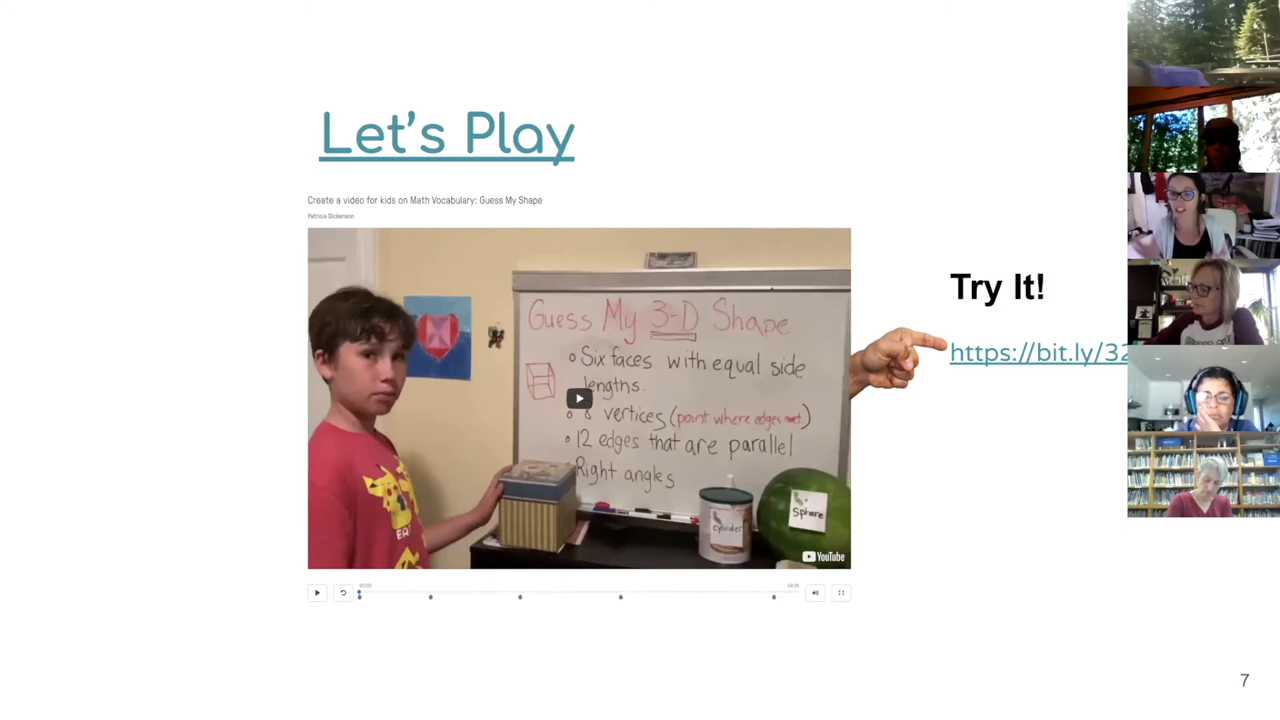 Let's Play
Create a video for kids on Math Vocabulary: Guess My Shape
Patricia Dickenson
Guess My 3-D Shape
Six faces with equal side
lengths.
8 vertices (point where edges meet)
12 edges that are parallel
Right angles
Cylinder
Sphere
YouTube
Try It!
https://bit.ly/32
7